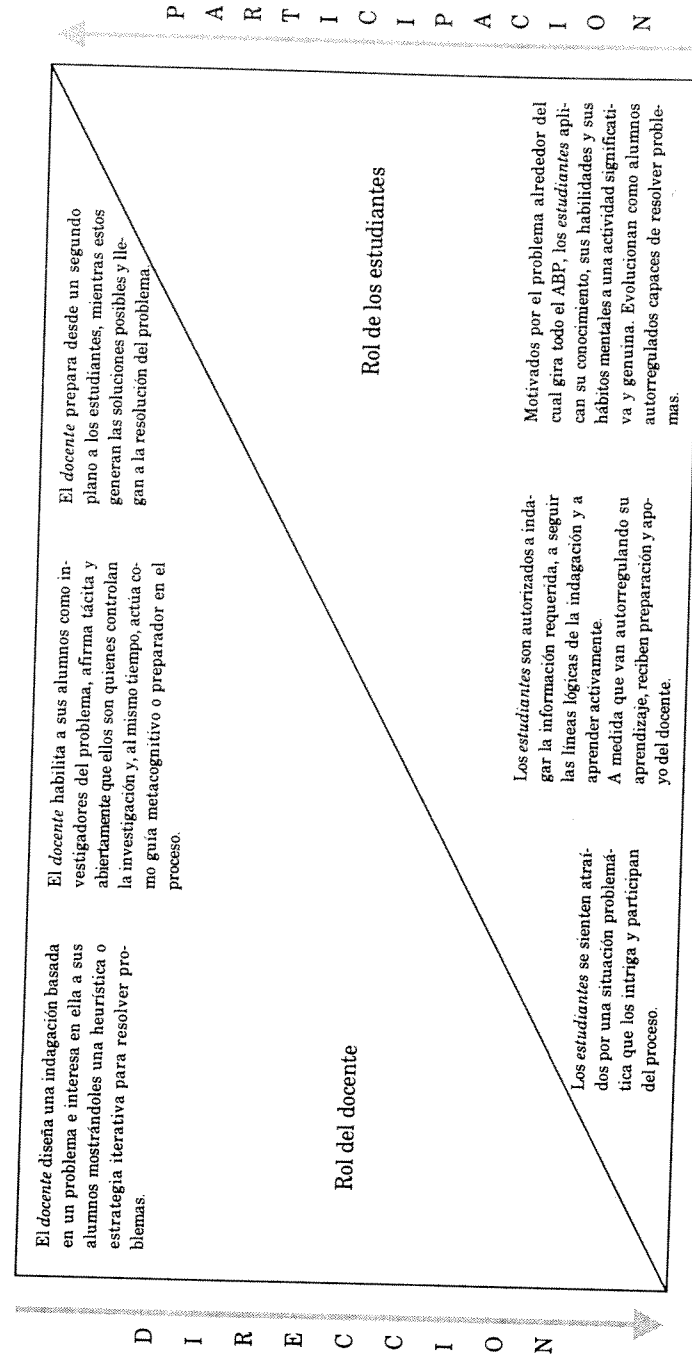 DIRECCION
El docente diseña una indagación basada
en un problema e interesa en ella a sus
alumnos mostrándoles una heurística o
estrategia iterativa para resolver pro-
blemas.
El docente habilita a sus alumnos como in-
vestigadores del problema, afirma tácita y
abiertamente que ellos son quienes controlan
la investigación y, al mismo tiempo, actúa co-
mo guía metacognitivo o preparador en el
proceso.
El docente prepara desde un segundo
plano a los estudiantes, mientras estos
generan las soluciones posibles y lle-
gan a la resolución del problema.
Rol del docente
Rol de los estudiantes
Los estudiantes se sienten atraí-
dos por una situación problemá-
tica que los intriga y participan
del proceso.
Los estudiantes son autorizados a inda-
gar la información requerida, a seguir
las líneas lógicas de la indagación y a
aprender activamente.
A medida que van autorregulando su
aprendizaje, reciben preparación y apo-
yo del docente.
Motivados por el problema alrededor del
cual gira todo el ABP, los estudiantes apli-
can su conocimiento, sus habilidades y sus
hábitos mentales a una actividad significati-
va y genuina. Evolucionan como alumnos
autorregulados capaces de resolver proble-
mas.
PARTICIPACION